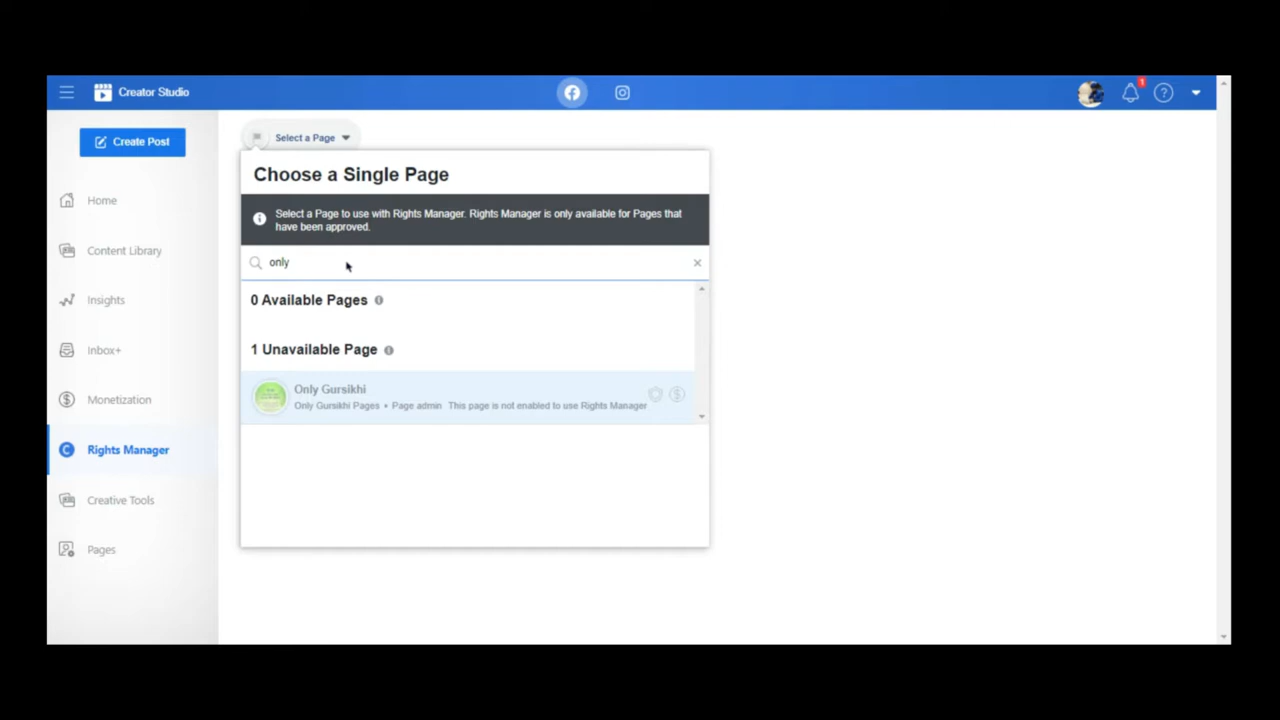 Creator Studio
1
?
Create Post
Select a Page
Home
Content Library
Insights
Inbox+
Monetization
Rights Manager
Creative Tools
Pages
Choose a Single Page
Select a Page to use with Rights Manager. Rights Manager is only available for Pages that
have been approved.
only
0 Available Pages
1 Unavailable Page
Only Gursikhi
Only Gursikhi Pages • Page admin This page is not enabled to use Rights Manager